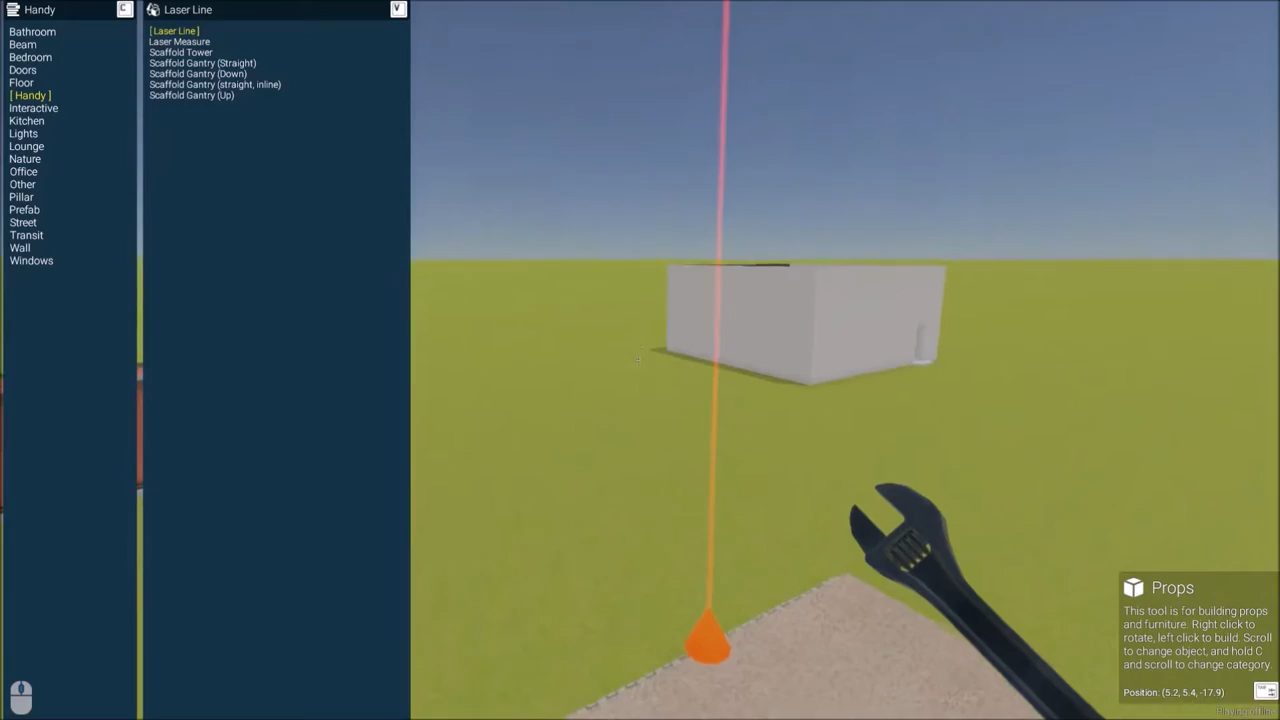 Handy
C
Bathroom
Beam
Bedroom
Doors
Floor
[ Handy ]
Interactive
Kitchen
Lights
Lounge
Nature
Office
Other
Pillar
Prefab
Street
Transit
Wall
Windows
Laser Line
V
[ Laser Line ]
Laser Measure
Scaffold Tower
Scaffold Gantry (Straight)
Scaffold Gantry (Down)
Scaffold Gantry (straight, inline)
Scaffold Gantry (Up)
Props
This tool is for building props
and furniture. Right click to
rotate, left click to build. Scroll
to change object, and hold C
and scroll to change category.
Position: (5.2, 5.4, -17.9)